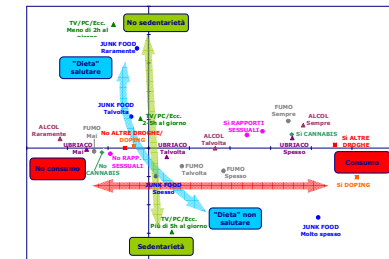 TV/PC/Ecc.
Meno di 2h al
giorno
No sedentarietà
JUNK FOOD
Raramente
"Dieta"
salutare
JUNK FOOD
Talvolta
TV/PC/Ecc.
2-5h al giorno
FUMO
Sempre
ALCOL
Sempre
ALCOL
Raramente
FUMO
Mai
No ALTRE DROGHE/
DOPING
Sì RAPPORTI
SESSUALI
Sì CANNABIS
Sì ALTRE
DROGHE
UBRIACO
Mai
UBRIACO
Talvolta
ALCOL
Talvolta
UBRIACO
Spesso
No consumo
No
CANNABIS
No RAPP.
SESSUALI
FUMO
Talvolta
FUMO
Spesso
Consumo
JUNK FOOD
Spesso
Sì DOPING
TV/PC/Ecc.
Più di 5h al giorno
"Dieta" non
salutare
JUNK FOOD
Molto spesso
Sedentarietà